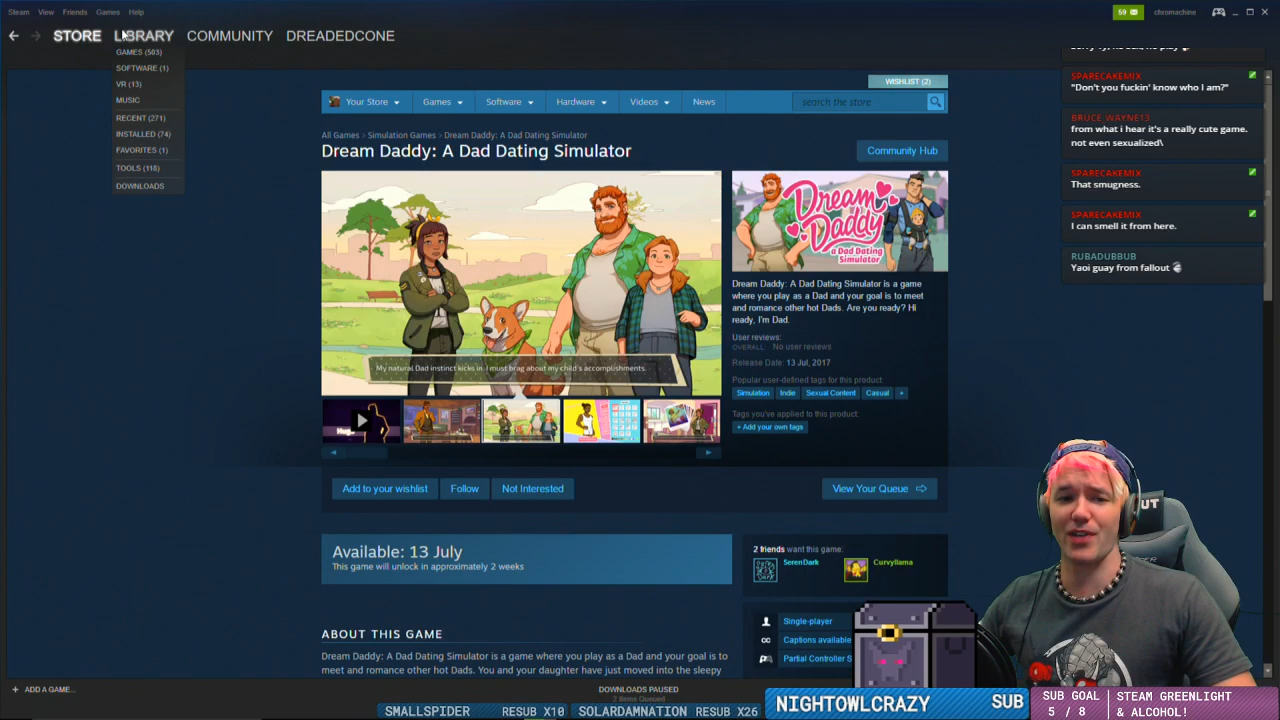 Steam View Friends Games Help
59
chromachine
STORE LIBRARY COMMUNITY DREADEDCONE
GAMES (503)
SOFTWARE (1)
VR (13)
MUSIC
RECENT (271)
INSTALLED (74)
FAVORITES (1)
TOOLS (118)
DOWNLOADS
WISHLIST (2)
Your Store Games Software Hardware Videos News search the store
All Games > Simulation Games > Dream Daddy: A Dad Dating Simulator
Dream Daddy: A Dad Dating Simulator
Community Hub
My natural Dad instinct kicks in. I must brag about my child's accomplishments.
Dream Daddy
a Dad Dating
Simulator
Dream Daddy: A Dad Dating Simulator is a game
where you play as a Dad and your goal is to meet
and romance other hot Dads. Are you ready? Hi
ready, I'm Dad.
User reviews:
OVERALL: No user reviews
Release Date: 13 Jul, 2017
Popular user-defined tags for this product:
Simulation Indie Sexual Content Casual +
Tags you've applied to this product:
+ Add your own tags
Add to your wishlist Follow Not Interested View Your Queue
Available: 13 July
This game will unlock in approximately 2 weeks
2 friends want this game:
SerenDark Curvyllama
Single-player
Captions available
Partial Controller S
ABOUT THIS GAME
Dream Daddy: A Dad Dating Simulator is a game where you play as a Dad and your goal is to
meet and romance other hot Dads. You and your daughter have just moved into the sleepy
SPARECAKEMIX
"Don't you fuckin' know who I am?"
BRUCE WAYNE13
from what i hear it's a really cute game.
not even sexualized\
SPARECAKEMIX
That smugness.
SPARECAKEMIX
I can smell it from here.
RUBADUBBUB
Yaoi guay from fallout
+ ADD A GAME...
DOWNLOADS PAUSED
2 Items Queued
SMALLSPIDER RESUB X10 SOLARDAMNATION RESUB X26
NIGHTOWLCRAZY SUB
SUB GOAL
5 / 8
STEAM GREENLIGHT
& ALCOHOL!